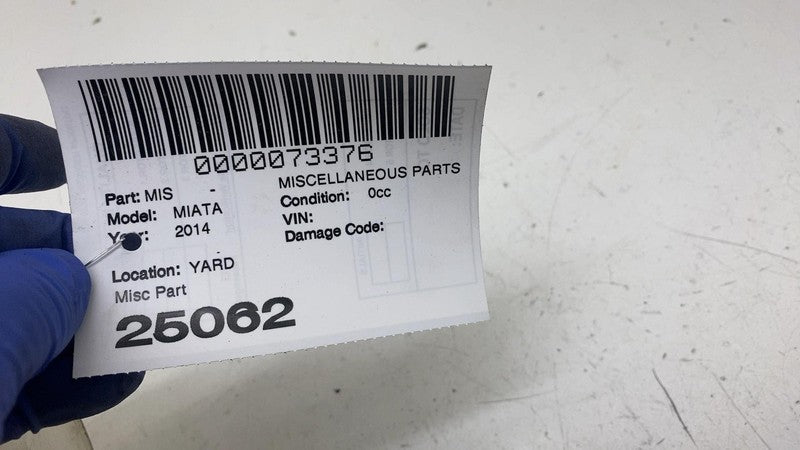 0000073376
Part: MIS -
MISCELLANEOUS PARTS
Model: MIATA
Condition: 0cc
Year: 2014
VIN:
Damage Code:
-
Location: YARD
Misc Part
25062